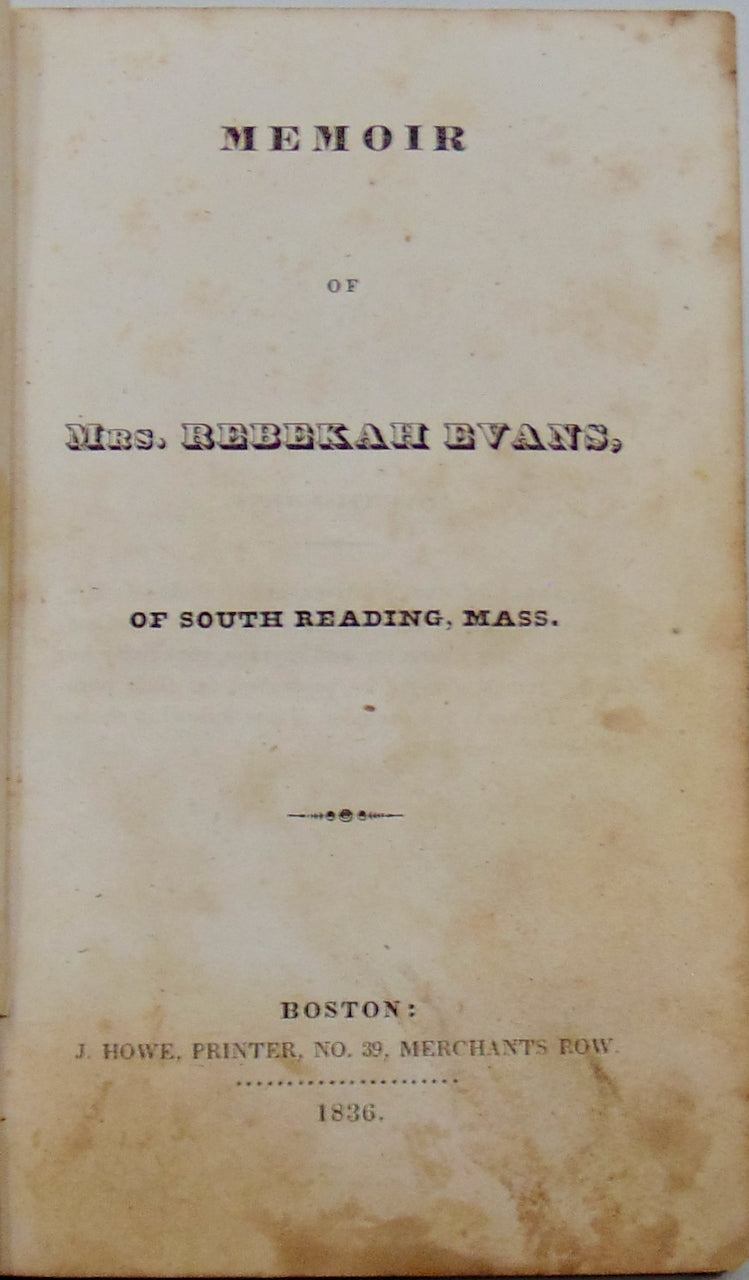 MEMOIR
OF
MRS. REBEKAH EVANS,
OF SOUTH READING, MASS.
BOSTON:
J. HOWE, PRINTER, NO. 39, MERCHANTS ROW.
1836.